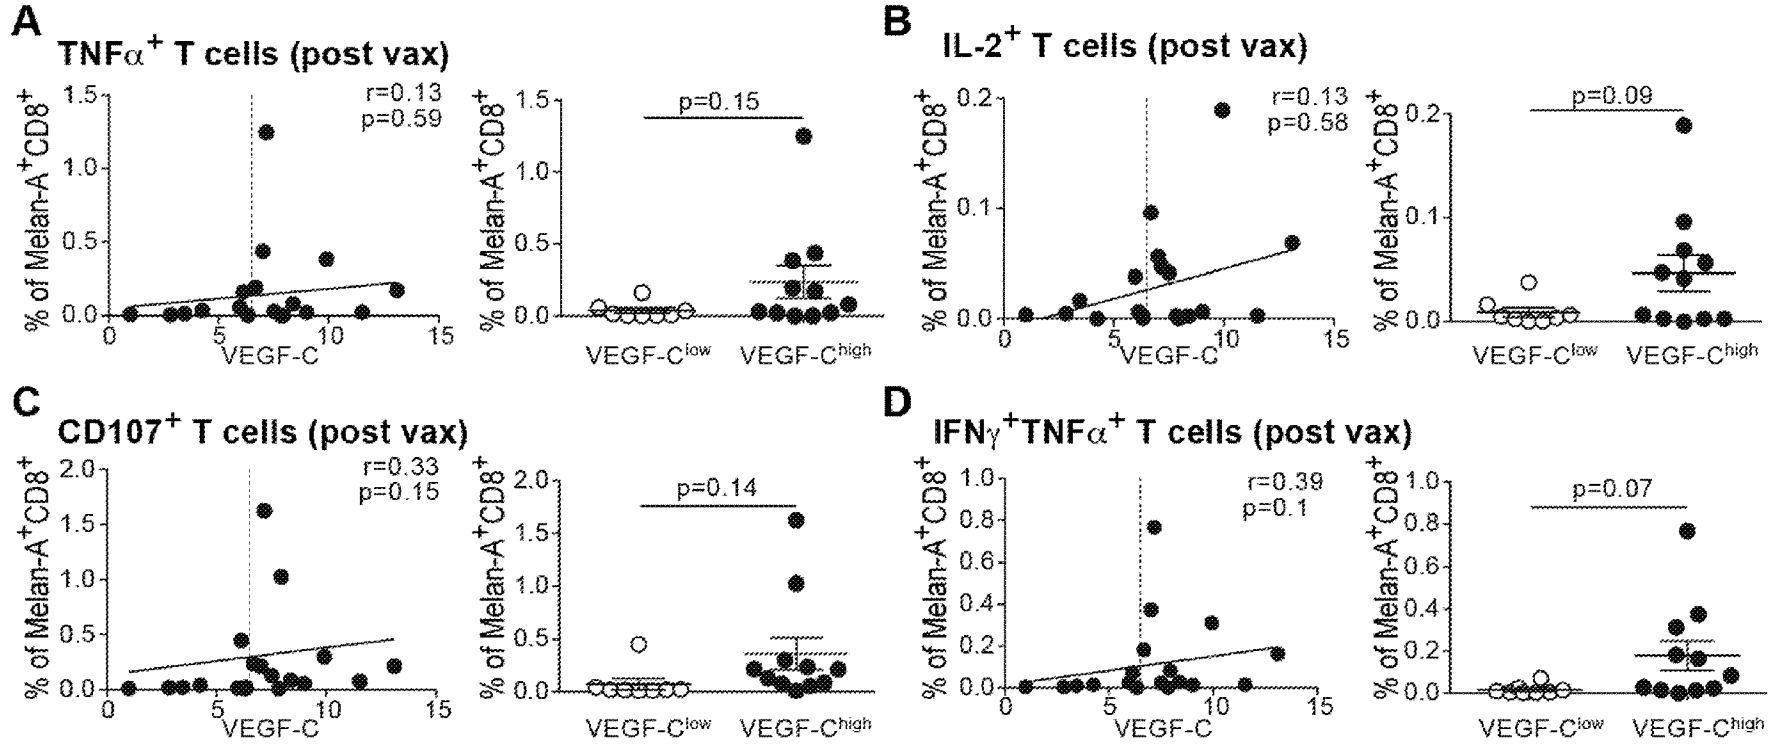 A
TNFα⁺ T cells (post vax)
% of Melan-A⁺CD8⁺
1.5
1.0
0.5
0.0
0
5
10
15
VEGF-C
r=0.13
p=0.59
% of Melan-A⁺CD8⁺
1.5
1.0
0.5
0.0
p=0.15
VEGF-Clow
VEGF-Chigh
B
IL-2⁺ T cells (post vax)
% of Melan-A⁺CD8⁺
0.2
0.1
0.0
0
5
10
15
VEGF-C
r=0.13
p=0.58
% of Melan-A⁺CD8⁺
0.2
0.1
0.0
p=0.09
VEGF-Clow
VEGF-Chigh
C
CD107⁺ T cells (post vax)
% of Melan-A⁺CD8⁺
2.0
1.5
1.0
0.5
0.0
0
5
10
15
VEGF-C
r=0.33
p=0.15
% of Melan-A⁺CD8⁺
2.0
1.5
1.0
0.5
0.0
p=0.14
VEGF-Clow
VEGF-Chigh
D
IFNγ⁺TNFα⁺ T cells (post vax)
% of Melan-A⁺CD8⁺
1.0
0.8
0.6
0.4
0.2
0.0
0
5
10
15
VEGF-C
r=0.39
p=0.1
% of Melan-A⁺CD8⁺
1.0
0.8
0.6
0.4
0.2
0.0
p=0.07
VEGF-Clow
VEGF-Chigh